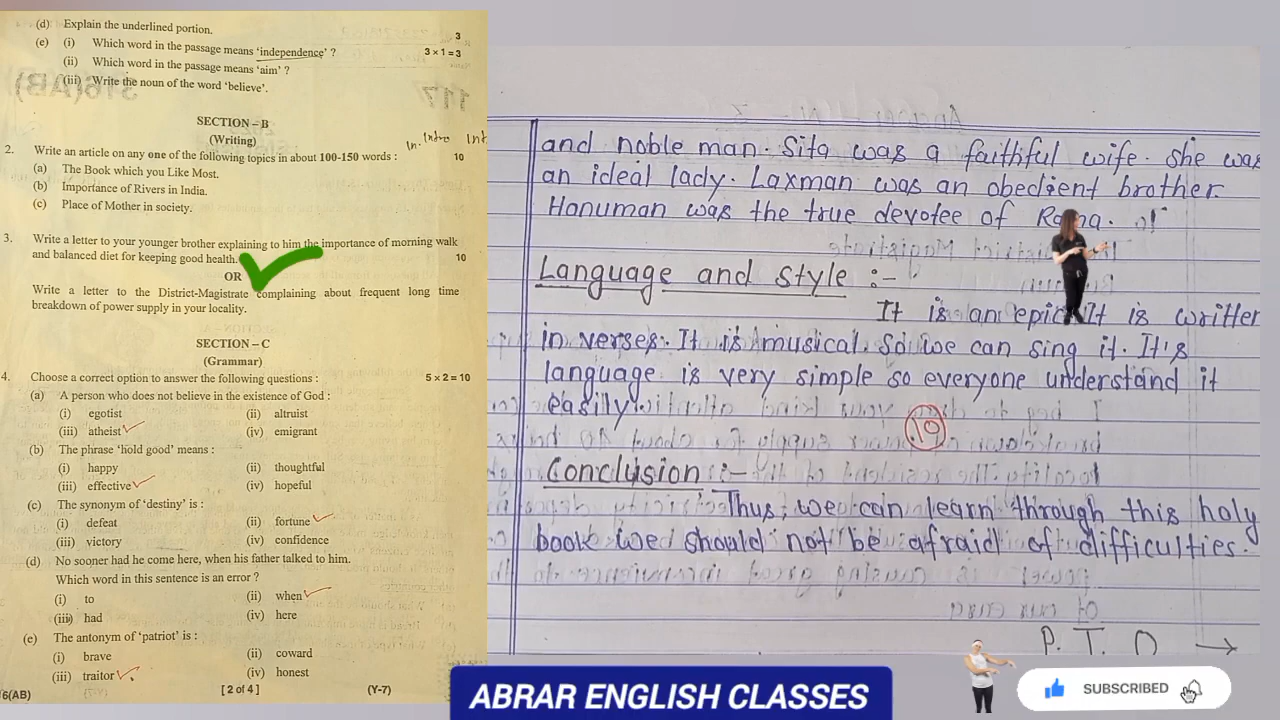 (d) Explain the underlined portion. 3
(e) (i) Which word in the passage means 'independence' ? 3 × 1 = 3
(ii) Which word in the passage means 'aim' ?
(iii) Write the noun of the word 'believe'.
SECTION – B
(Writing)
2. Write an article on any one of the following topics in about 100-150 words : 10
(a) The Book which you Like Most.
(b) Importance of Rivers in India.
(c) Place of Mother in society.
3. Write a letter to your younger brother explaining to him the importance of morning walk
and balanced diet for keeping good health. 10
OR
Write a letter to the District-Magistrate complaining about frequent long time
breakdown of power supply in your locality.
SECTION – C
(Grammar)
4. Choose a correct option to answer the following questions : 5 × 2 = 10
(a) A person who does not believe in the existence of God :
(i) egotist (ii) altruist
(iii) atheist (iv) emigrant
(b) The phrase 'hold good' means :
(i) happy (ii) thoughtful
(iii) effective (iv) hopeful
(c) The synonym of 'destiny' is :
(i) defeat (ii) fortune
(iii) victory (iv) confidence
(d) No sooner had he come here, when his father talked to him.
Which word in this sentence is an error ?
(i) to (ii) when
(iii) had (iv) here
(e) The antonym of 'patriot' is :
(i) brave (ii) coward
(iii) traitor (iv) honest
6(AB) [ 2 of 4 ] (Y-7)
and noble man. Sita was a faithful wife. She was
an ideal lady. Laxman was an obedient brother.
Hanuman was the true devotee of Rama.
Language and Style :-
It is an epic. It is written
in verses. It is musical. So we can sing it. It's
language is very simple so everyone understand it
easily.
10
Conclusion :-
Thus, we can learn through this holy
book we should not be afraid of difficulties.
P. T. O →
ABRAR ENGLISH CLASSES
SUBSCRIBED